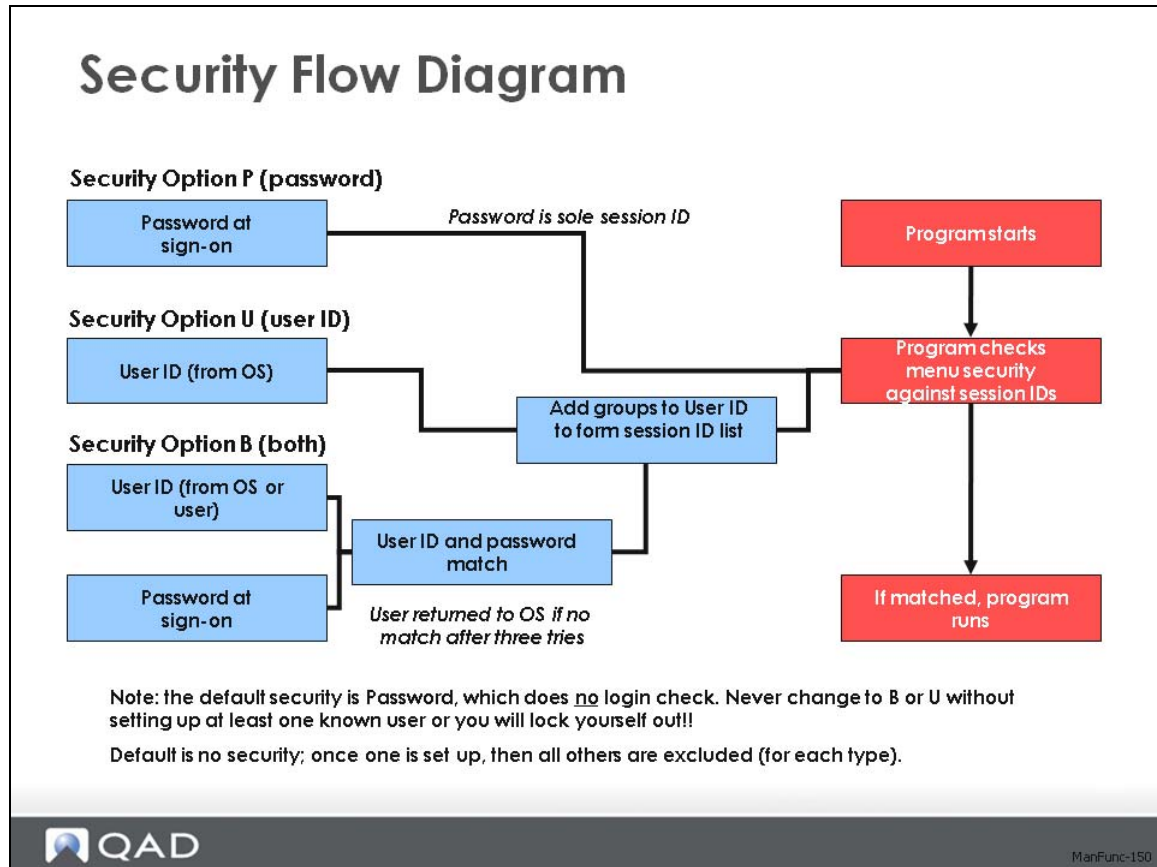 Security Flow Diagram
Security Option P (password)
Password at
sign-on
Password is sole session ID
Program starts
Security Option U (user ID)
User ID (from OS)
Program checks
menu security
against session IDs
Add groups to User ID
to form session ID list
Security Option B (both)
User ID (from OS or
user)
User ID and password
match
Password at
sign-on
User returned to OS if no
match after three tries
If matched, program
runs
Note: the default security is Password, which does no login check. Never change to B or U without
setting up at least one known user or you will lock yourself out!!
Default is no security; once one is set up, then all others are excluded (for each type).
QAD
ManFunc-150